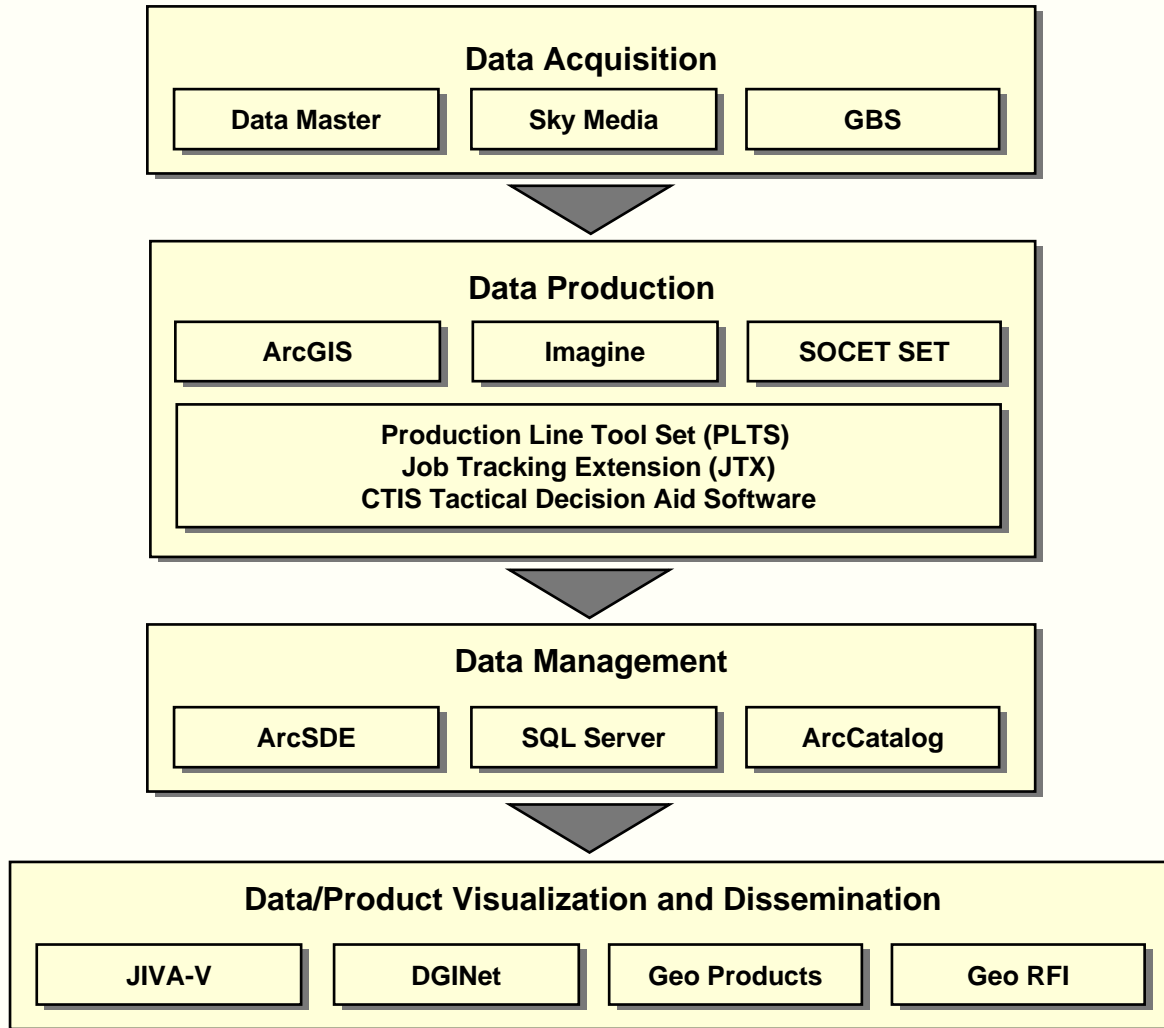 Data Acquisition
Data Master
Sky Media
GBS
Data Production
ArcGIS
Imagine
SOCET SET
Production Line Tool Set (PLTS)
Job Tracking Extension (JTX)
CTIS Tactical Decision Aid Software
Data Management
ArcSDE
SQL Server
ArcCatalog
Data/Product Visualization and Dissemination
JIVA-V
DGINet
Geo Products
Geo RFI